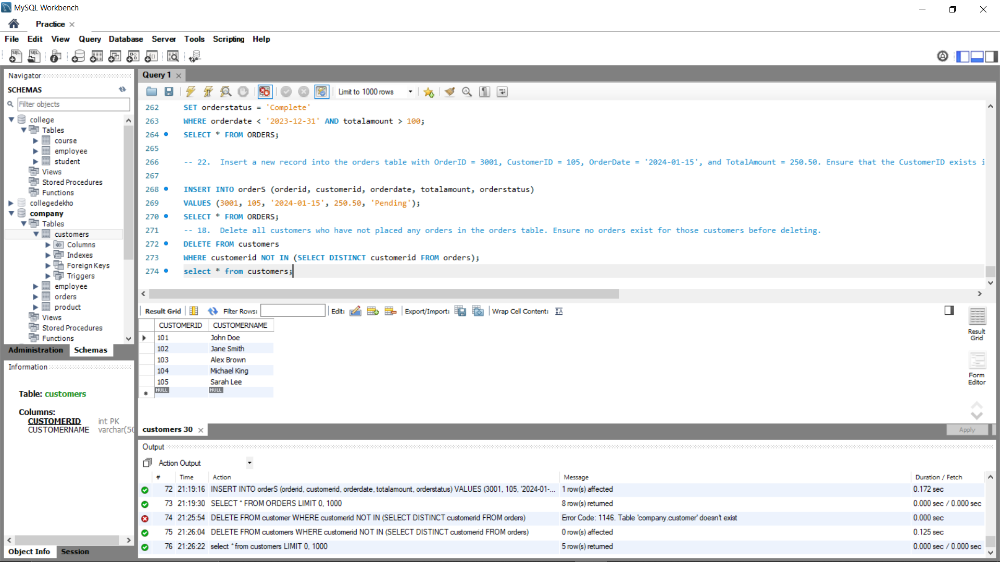 MySQL Workbench
Practice
File Edit View Query Database Server Tools Scripting Help
Navigator
SCHEMAS
Filter objects
college
Tables
course
employee
student
Views
Stored Procedures
Functions
collegedekho
company
Tables
customers
Columns
Indexes
Foreign Keys
Triggers
employee
orders
product
Views
Stored Procedures
Functions
Administration Schemas
Information
Table: customers
Columns:
CUSTOMERID int PK
CUSTOMERNAME varchar(50
Object Info Session
Query 1
Limit to 1000 rows
262 SET orderstatus = 'Complete'
263 WHERE orderdate < '2023-12-31' AND totalamount > 100;
264 SELECT * FROM ORDERS;
265
266 -- 22. Insert a new record into the orders table with OrderID = 3001, CustomerID = 105, OrderDate = '2024-01-15', and TotalAmount = 250.50. Ensure that the CustomerID exists i
267
268 INSERT INTO orderS (orderid, customerid, orderdate, totalamount, orderstatus)
269 VALUES (3001, 105, '2024-01-15', 250.50, 'Pending');
270 SELECT * FROM ORDERS;
271 -- 18. Delete all customers who have not placed any orders in the orders table. Ensure no orders exist for those customers before deleting.
272 DELETE FROM customers
273 WHERE customerid NOT IN (SELECT DISTINCT customerid FROM orders);
274 select * from customers;
Result Grid Filter Rows: Edit: Export/Import: Wrap Cell Content:
CUSTOMERID CUSTOMERNAME
101 John Doe
102 Jane Smith
103 Alex Brown
104 Michael King
105 Sarah Lee
NULL NULL
Result
Grid
Form
Editor
customers 30
Apply
Output
Action Output
# Time Action Message Duration / Fetch
72 21:19:16 INSERT INTO orderS (orderid, customerid, orderdate, totalamount, orderstatus) VALUES (3001, 105, '2024-01-... 1 row(s) affected 0.172 sec
73 21:19:30 SELECT * FROM ORDERS LIMIT 0, 1000 8 row(s) returned 0.000 sec / 0.000 sec
74 21:25:54 DELETE FROM customer WHERE customerid NOT IN (SELECT DISTINCT customerid FROM orders) Error Code: 1146. Table 'company.customer' doesn't exist 0.000 sec
75 21:26:04 DELETE FROM customers WHERE customerid NOT IN (SELECT DISTINCT customerid FROM orders) 0 row(s) affected 0.125 sec
76 21:26:22 select * from customers LIMIT 0, 1000 5 row(s) returned 0.000 sec / 0.000 sec